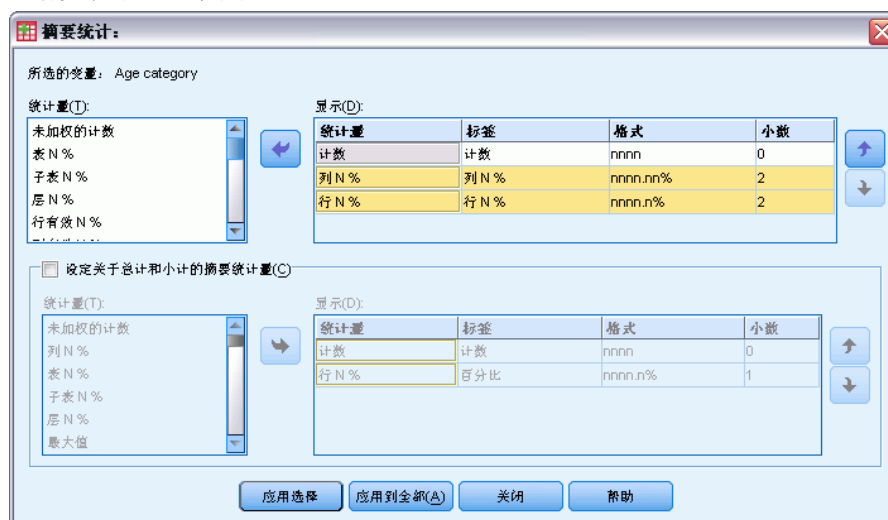 摘要统计：
所选的变量： Age category
统计量(T):
未加权的计数
表 N %
子表 N %
层 N %
行有效 N %
显示(D):
统计量 标签 格式 小数
计数 计数 nnnn 0
列 N % 列 N % nnnn.nn% 2
行 N % 行 N % nnnn.n% 2
设定关于总计和小计的摘要统计量(C)
统计量(T):
未加权的计数
列 N %
表 N %
子表 N %
层 N %
最大值
显示(D):
统计量 标签 格式 小数
计数 计数 nnnn 0
行 N % 百分比 nnnn.n% 1
应用选择 应用到全部(A) 关闭 帮助